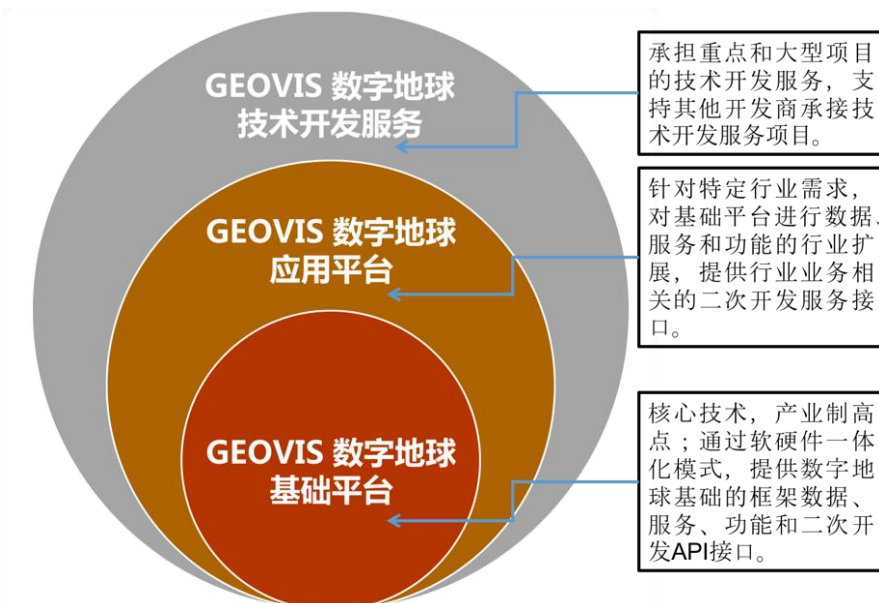 GEOVIS 数字地球
技术开发服务
承担重点和大型项目
的技术开发服务，支
持其他开发商承接技
术开发服务项目。
GEOVIS 数字地球
应用平台
针对特定行业需求，
对基础平台进行数据、
服务和功能的行业扩
展，提供行业业务相
关的二次开发服务接
口。
GEOVIS 数字地球
基础平台
核心技术，产业制高
点；通过软硬件一体
化模式，提供数字地
球基础的框架数据、
服务、功能和二次开
发API接口。